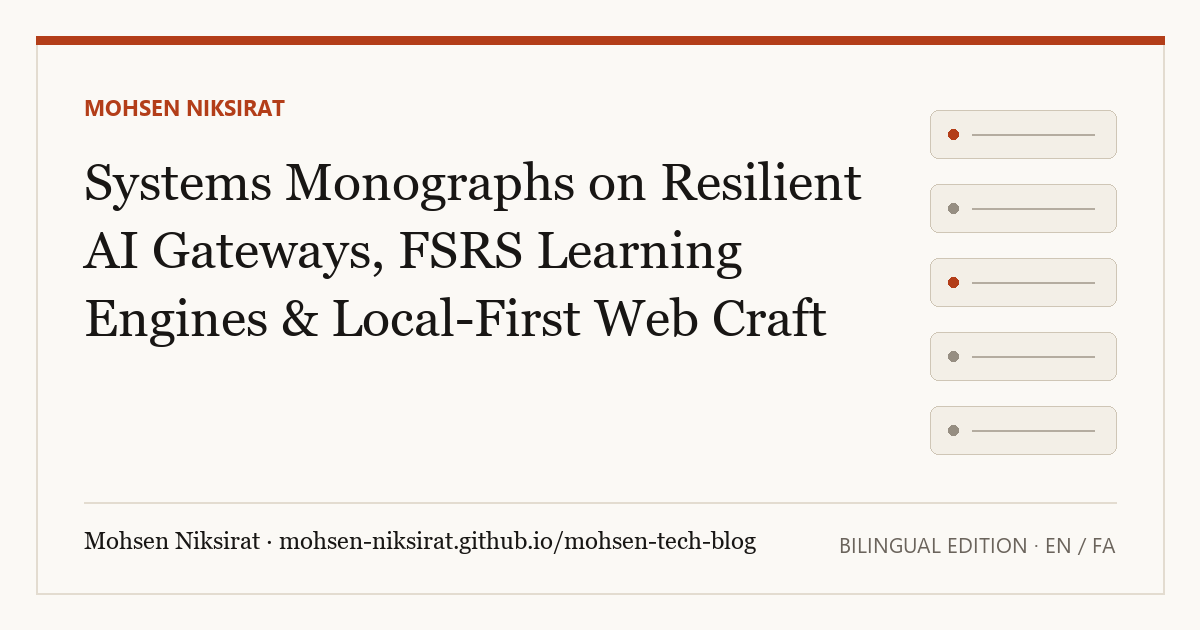 MOHSEN NIKSIRAT
Systems Monographs on Resilient
AI Gateways, FSRS Learning
Engines & Local-First Web Craft
Mohsen Niksirat · mohsen-niksirat.github.io/mohsen-tech-blog
BILINGUAL EDITION · EN / FA